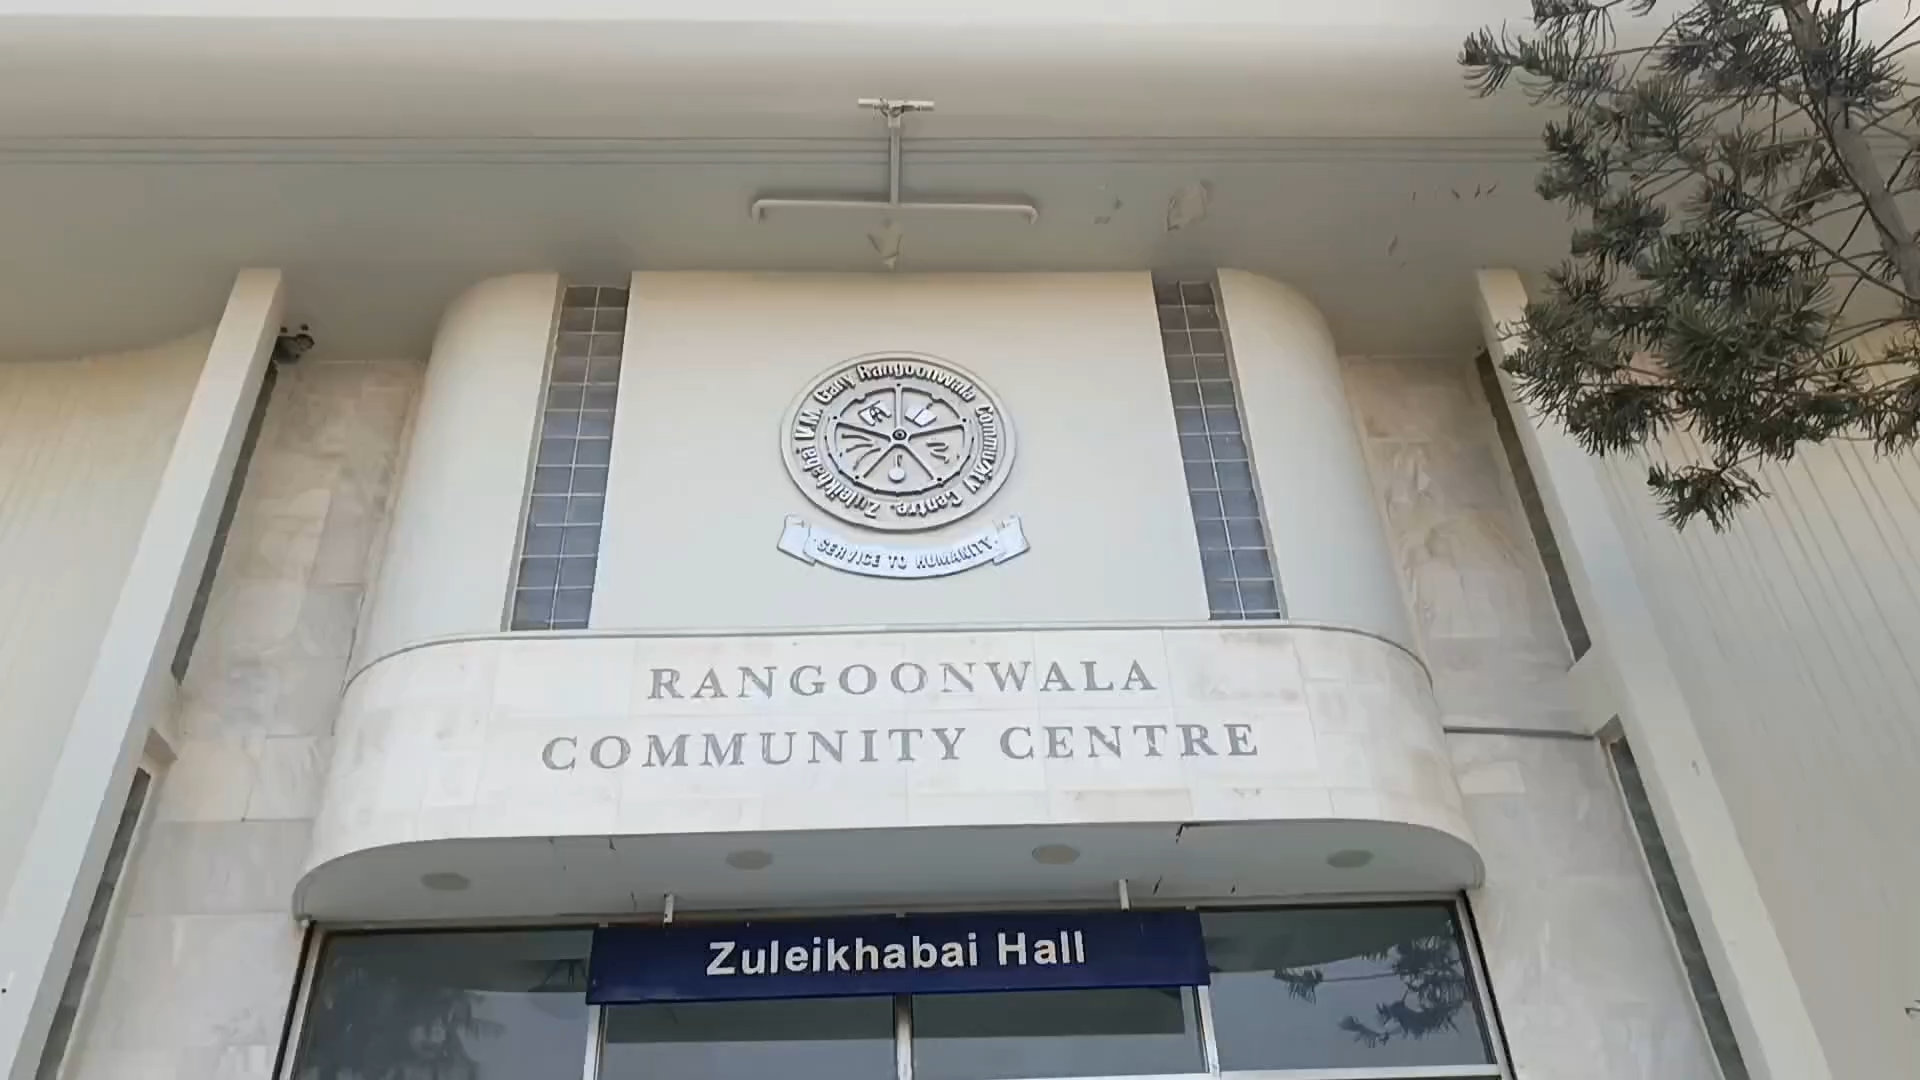 Zuleikhabai V.M. Gany Rangoonwala Community Centre.
SERVICE TO HUMANITY
RANGOONWALA
COMMUNITY CENTRE
Zuleikhabai Hall